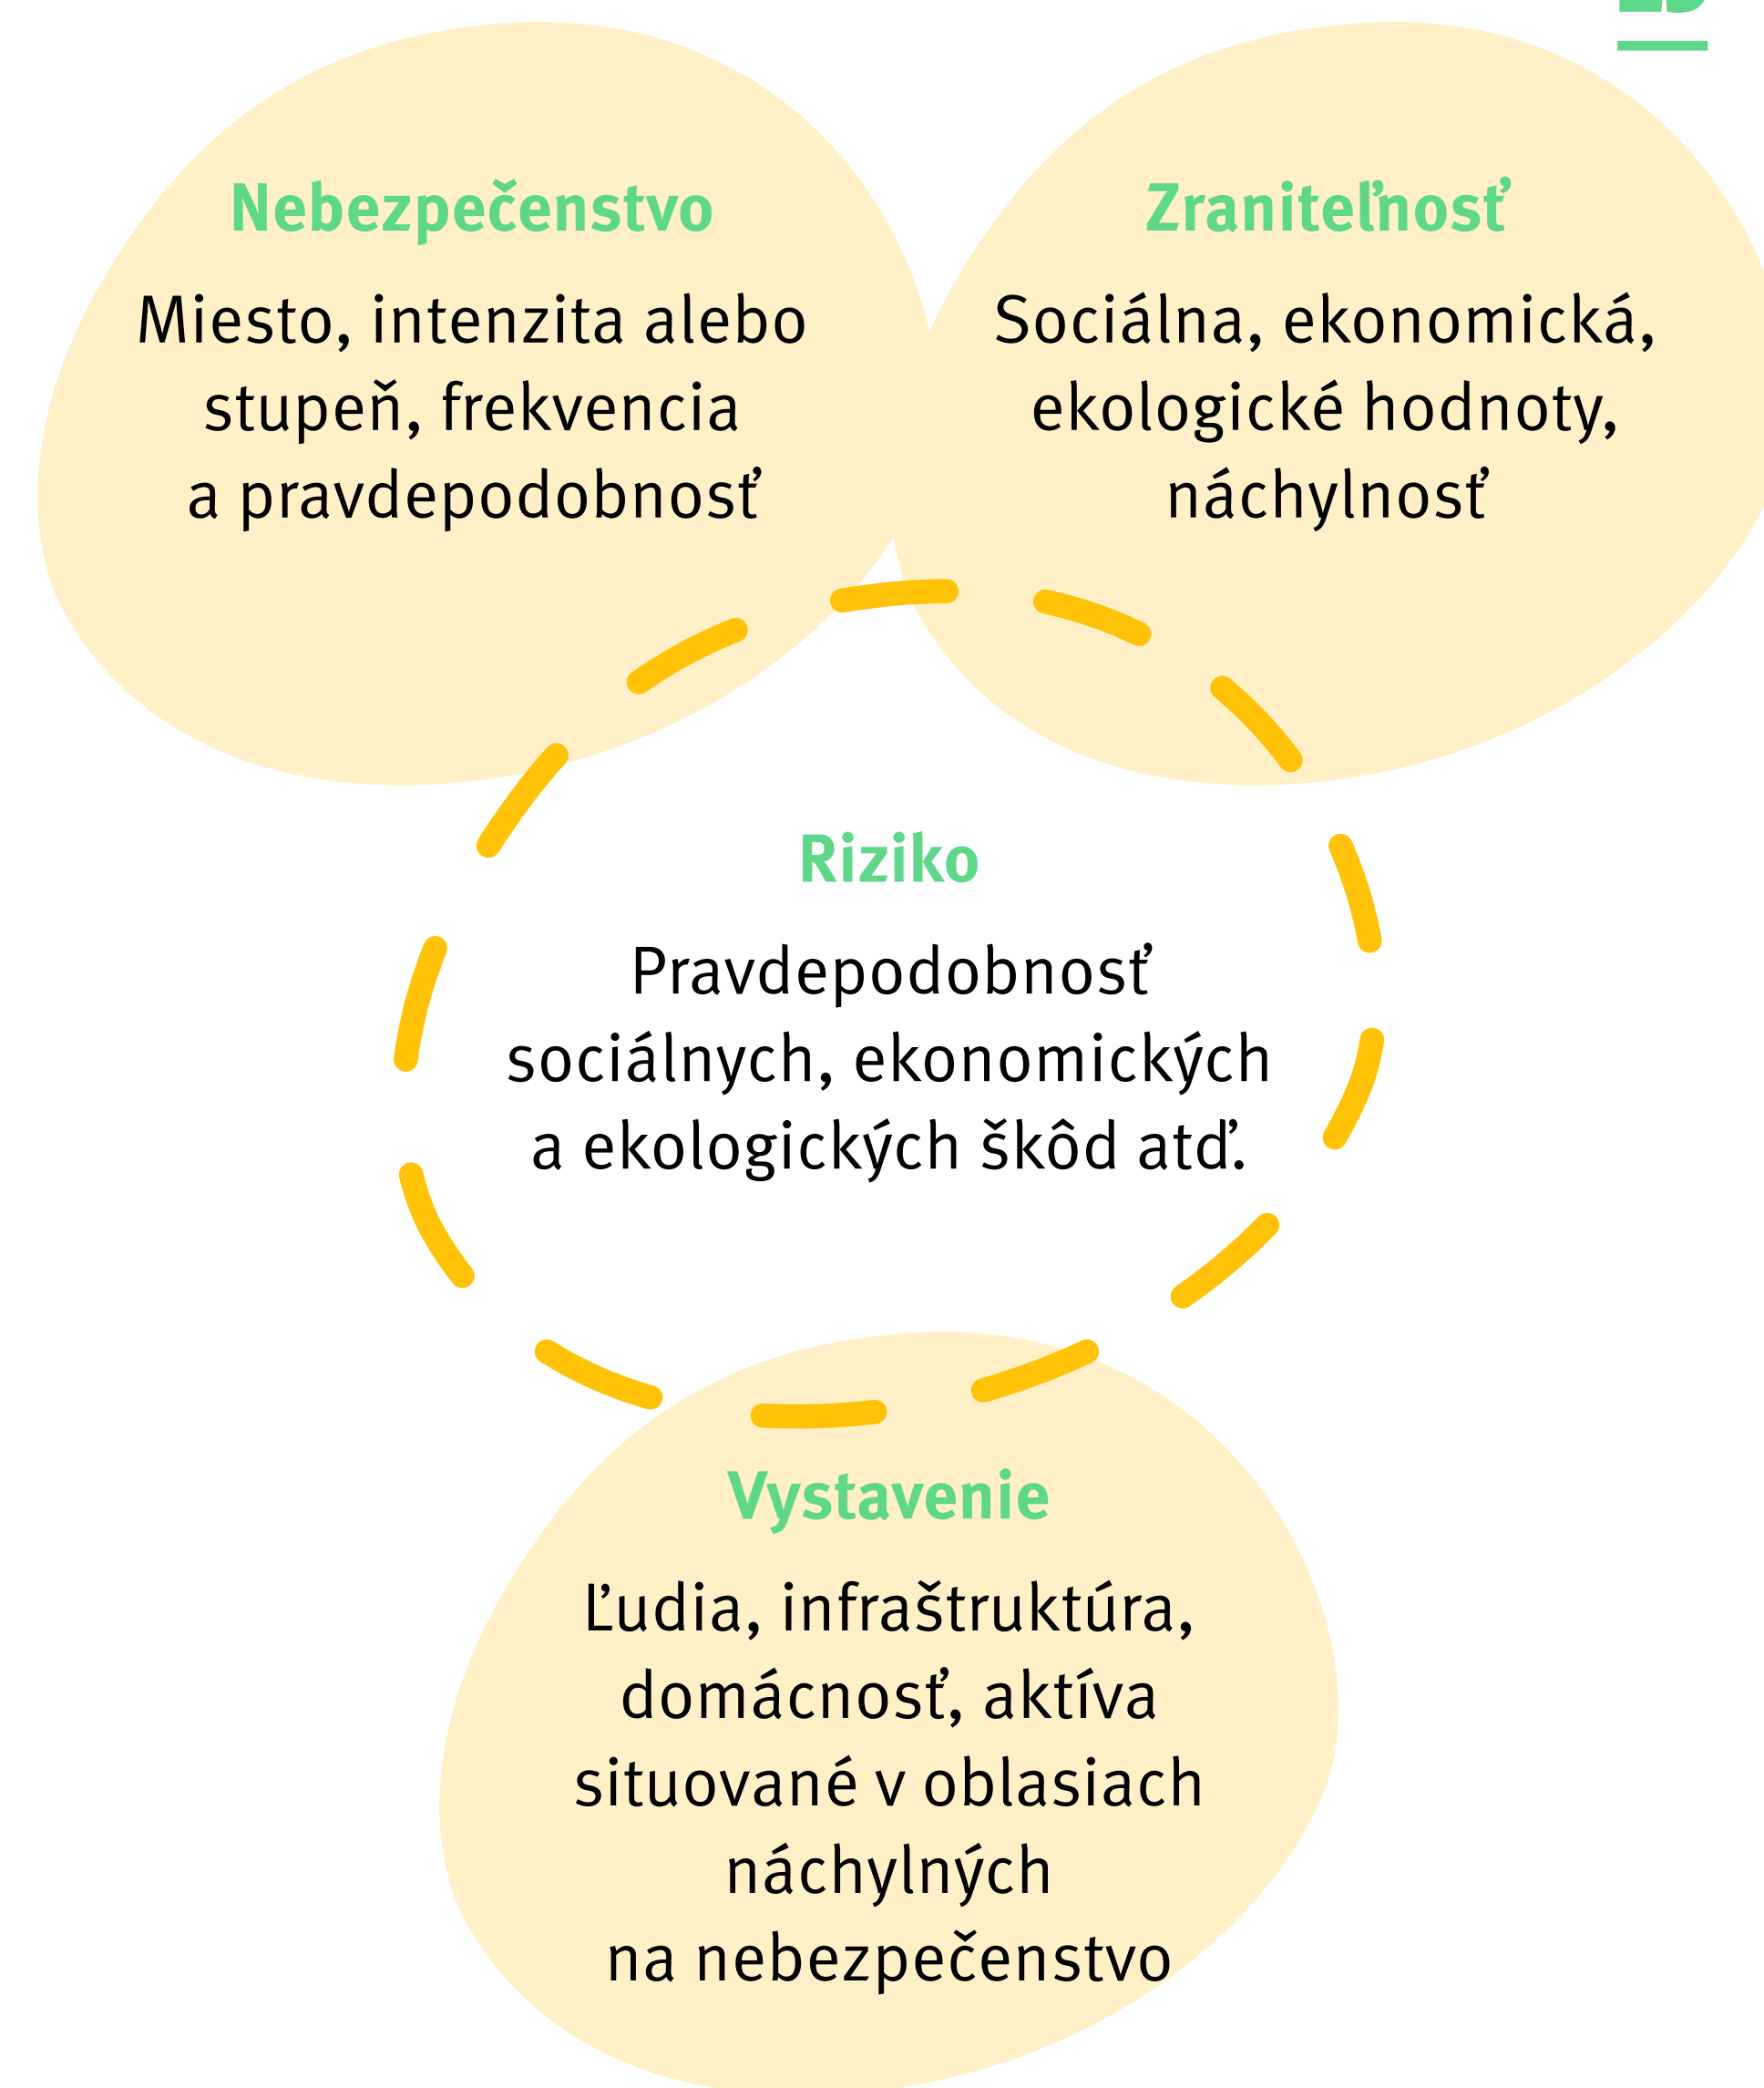 Nebezpečenstvo
Miesto, intenzita alebo
stupeň, frekvencia
a pravdepodobnosť
Zraniteľnosť
Sociálna, ekonomická,
ekologické hodnoty,
náchylnosť
Riziko
Pravdepodobnosť
sociálnych, ekonomických
a ekologických škôd atď.
Vystavenie
Ľudia, infraštruktúra,
domácnosť, aktíva
situované v oblasiach
náchylných
na nebezpečenstvo